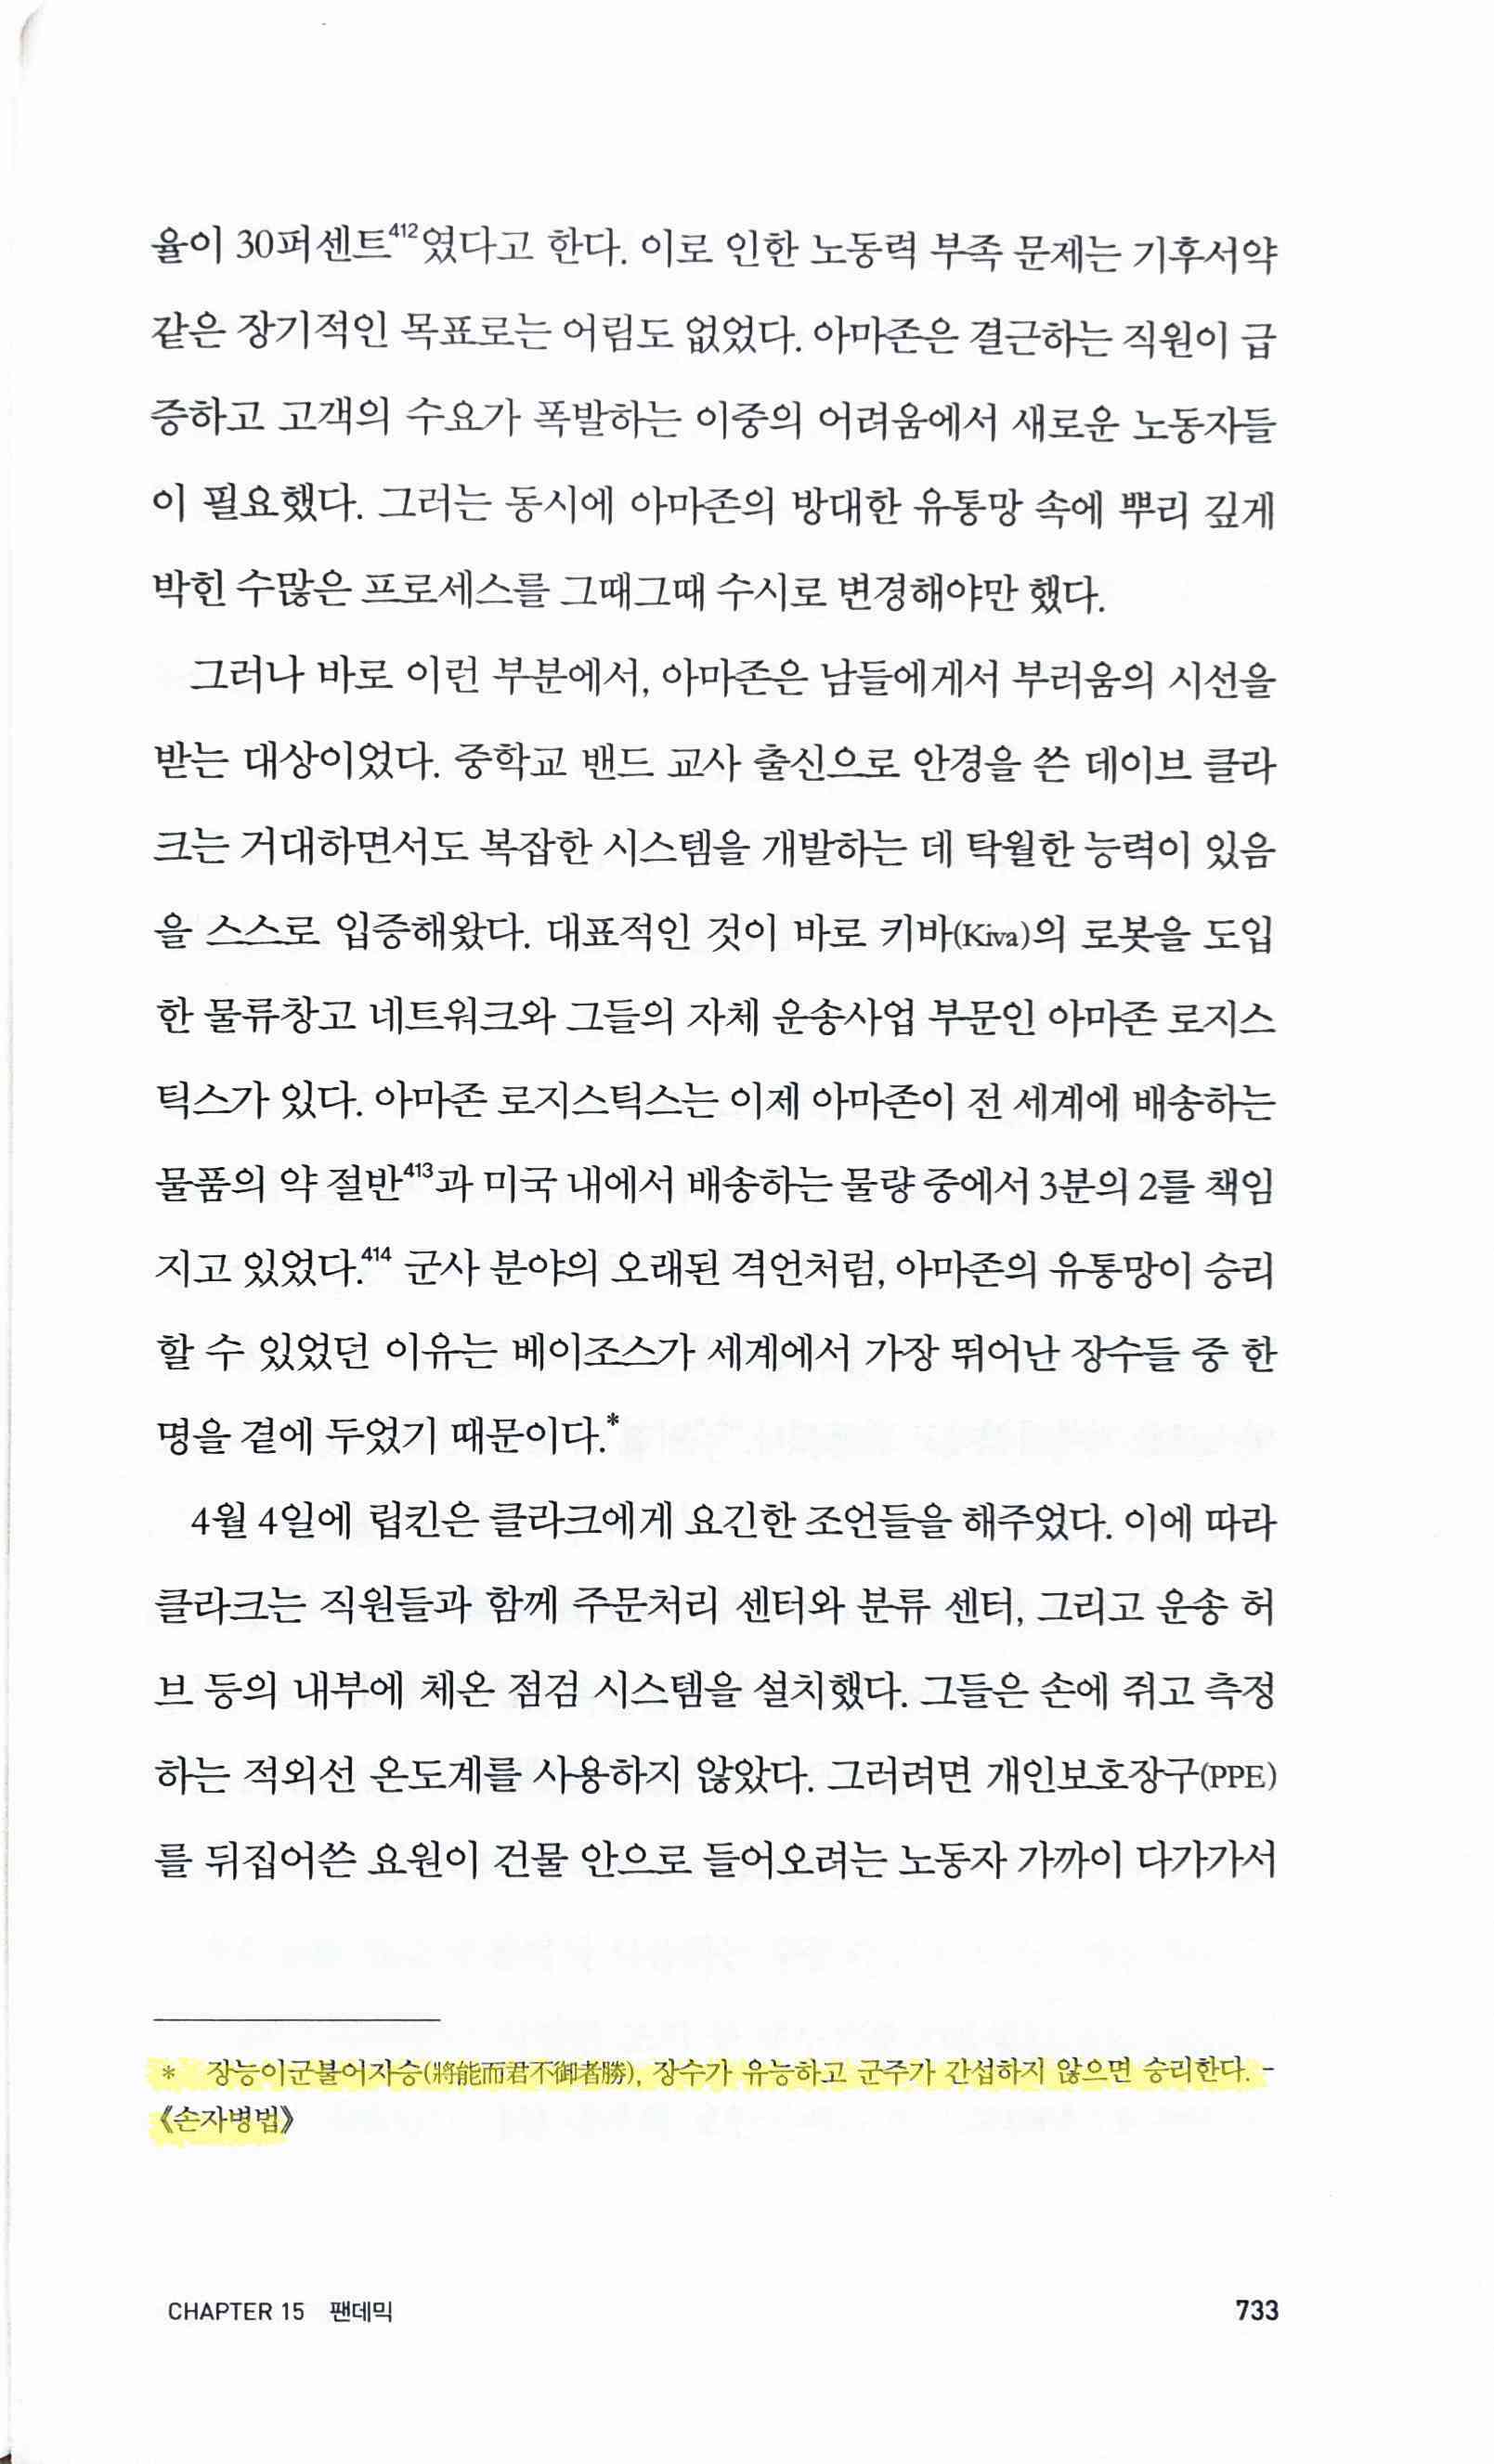 율이 30퍼센트412였다고 한다. 이로 인한 노동력 부족 문제는 기후서약
같은 장기적인 목표로는 어림도 없었다. 아마존은 결근하는 직원이 급
증하고 고객의 수요가 폭발하는 이중의 어려움에서 새로운 노동자들
이 필요했다. 그러는 동시에 아마존의 방대한 유통망 속에 뿌리 깊게
박힌 수많은 프로세스를 그때그때 수시로 변경해야만 했다.
그러나 바로 이런 부분에서, 아마존은 남들에게서 부러움의 시선을
받는 대상이었다. 중학교 밴드 교사 출신으로 안경을 쓴 데이브 클라
크는 거대하면서도 복잡한 시스템을 개발하는 데 탁월한 능력이 있음
을 스스로 입증해왔다. 대표적인 것이 바로 키바(Kiva)의 로봇을 도입
한 물류창고 네트워크와 그들의 자체 운송사업 부문인 아마존 로지스
틱스가 있다. 아마존 로지스틱스는 이제 아마존이 전 세계에 배송하는
물품의 약 절반413과 미국 내에서 배송하는 물량 중에서 3분의 2를 책임
지고 있었다.414 군사 분야의 오래된 격언처럼, 아마존의 유통망이 승리
할 수 있었던 이유는 베이조스가 세계에서 가장 뛰어난 장수들 중 한
명을 곁에 두었기 때문이다.*
4월 4일에 립킨은 클라크에게 요긴한 조언들을 해주었다. 이에 따라
클라크는 직원들과 함께 주문처리 센터와 분류 센터, 그리고 운송 허
브 등의 내부에 체온 점검 시스템을 설치했다. 그들은 손에 쥐고 측정
하는 적외선 온도계를 사용하지 않았다. 그러려면 개인보호장구(PPE)
를 뒤집어쓴 요원이 건물 안으로 들어오려는 노동자 가까이 다가가서
* 장능이군불어자승(將能而君不御者勝), 장수가 유능하고 군주가 간섭하지 않으면 승리한다. -
《손자병법》
CHAPTER 15 팬데믹 733